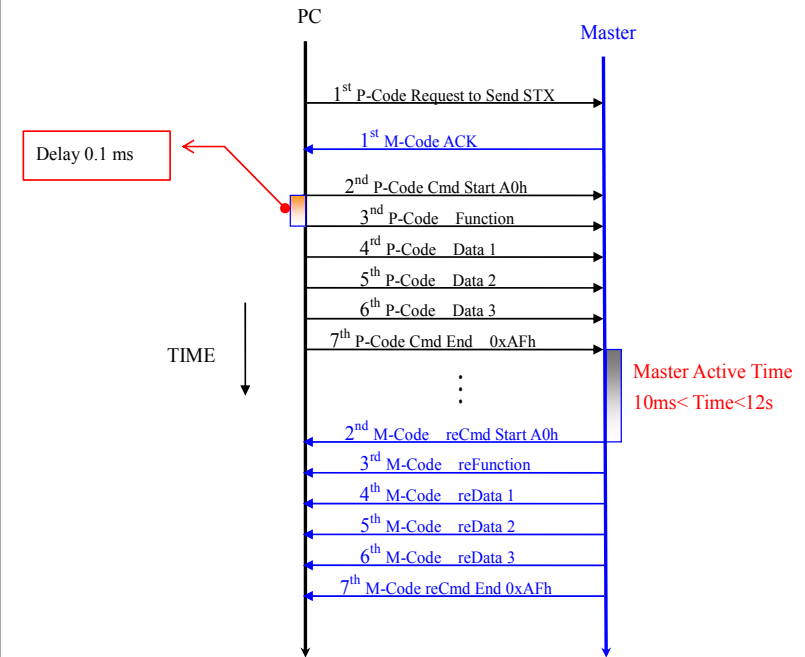 PC
Master
1st P-Code Request to Send STX
1st M-Code ACK
Delay 0.1 ms
2nd P-Code Cmd Start A0h
3nd P-Code Function
4rd P-Code Data 1
5th P-Code Data 2
6th P-Code Data 3
7th P-Code Cmd End 0xAFh
TIME
Master Active Time
10ms< Time<12s
2nd M-Code reCmd Start A0h
3rd M-Code reFunction
4th M-Code reData 1
5th M-Code reData 2
6th M-Code reData 3
7th M-Code reCmd End 0xAFh